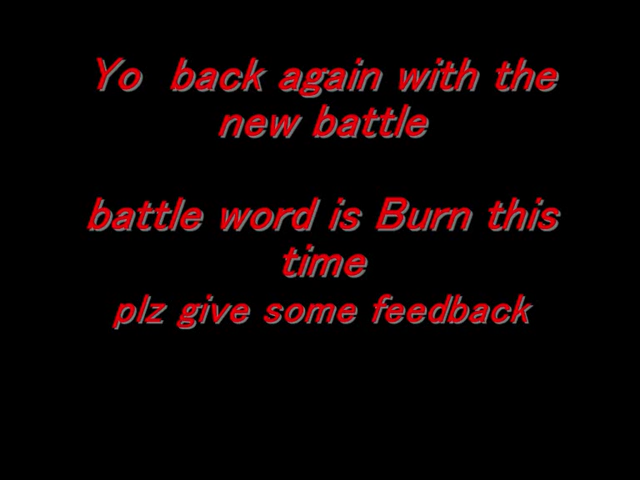 Yo  back again with the
new battle
battle word is Burn this
time
plz give some feedback